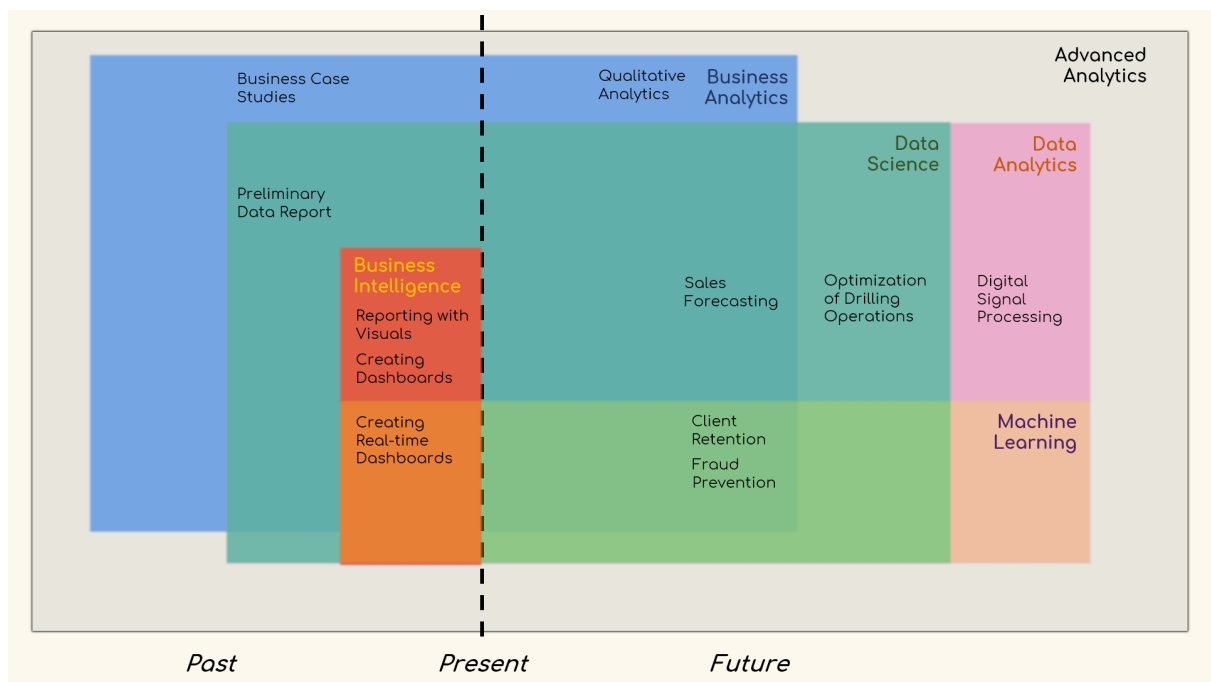 Advanced
Analytics
Business Case
Studies
Qualitative
Analytics
Business
Analytics
Data
Science
Data
Analytics
Preliminary
Data Report
Business
Intelligence
Reporting with
Visuals
Creating
Dashboards
Sales
Forecasting
Optimization
of Drilling
Operations
Digital
Signal
Processing
Creating
Real-time
Dashboards
Client
Retention
Fraud
Prevention
Machine
Learning
Past
Present
Future